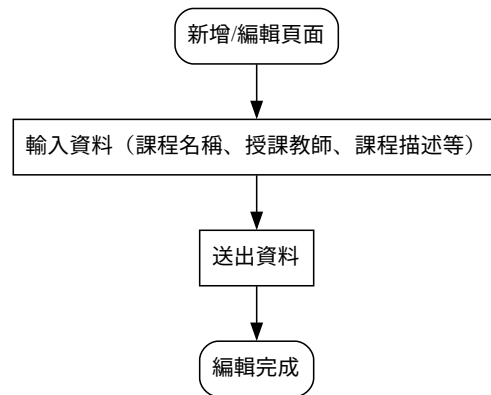 新增/編輯頁面
輸入資料（課程名稱、授課教師、課程描述等）
送出資料
編輯完成